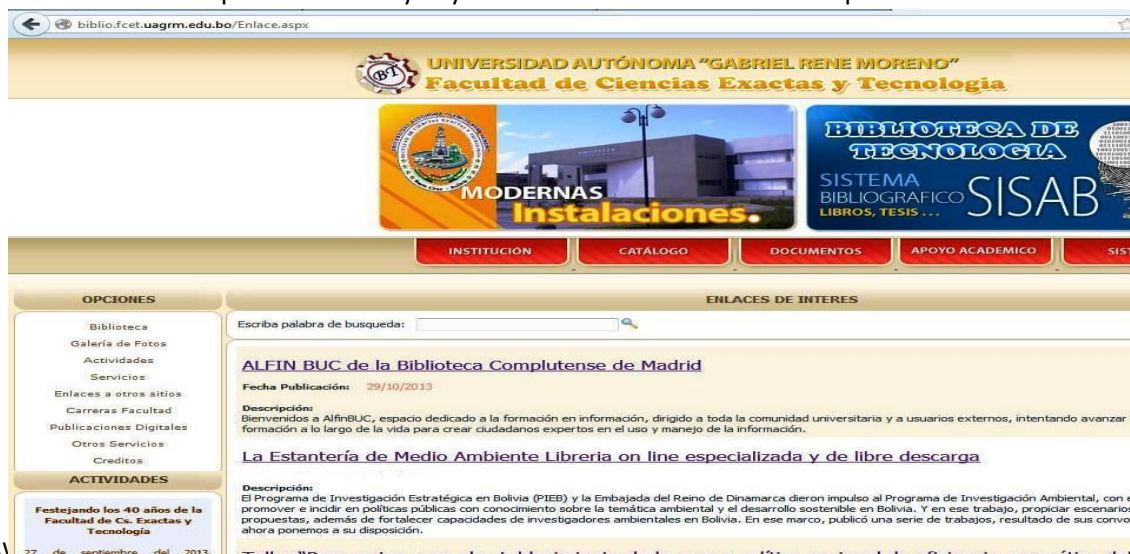 biblio.fcet.uagrm.edu.bo/Enlace.aspx
UNIVERSIDAD AUTÓNOMA "GABRIEL RENE MORENO"
Facultad de Ciencias Exactas y Tecnología
MODERNAS
Instalaciones.
BIBLIOTECA DE
TECNOLOGIA
SISTEMA
BIBLIOGRAFICO
LIBROS, TESIS ...
SISAB
INSTITUCIÓN CATÁLOGO DOCUMENTOS APOYO ACADEMICO
OPCIONES
Biblioteca
Galería de Fotos
Actividades
Servicios
Enlaces a otros sitios
Carreras Facultad
Publicaciones Digitales
Otros Servicios
Creditos
ACTIVIDADES
Festejando los 40 años de la
Facultad de Cs. Exactas y
Tecnología
27 de septiembre del 2013.
ENLACES DE INTERES
Escriba palabra de busqueda:
ALFIN BUC de la Biblioteca Complutense de Madrid
Fecha Publicación: 29/10/2013
Descripción:
Bienvenidos a AlfinBUC, espacio dedicado a la formación en información, dirigido a toda la comunidad universitaria y a usuarios externos, intentando avanzar
formación a lo largo de la vida para crear ciudadanos expertos en el uso y manejo de la información.
La Estantería de Medio Ambiente Libreria on line especializada y de libre descarga
Descripción:
El Programa de Investigación Estratégica en Bolivia (PIEB) y la Embajada del Reino de Dinamarca dieron impulso al Programa de Investigación Ambiental, con
promover e incidir en políticas públicas con conocimiento sobre la temática ambiental y el desarrollo sostenible en Bolivia. Y en ese trabajo, propiciar escenarios
propuestas, además de fortalecer capacidades de investigadores ambientales en Bolivia. En ese marco, publicó una serie de trabajos, resultado de sus convo
ahora ponemos a su disposición.